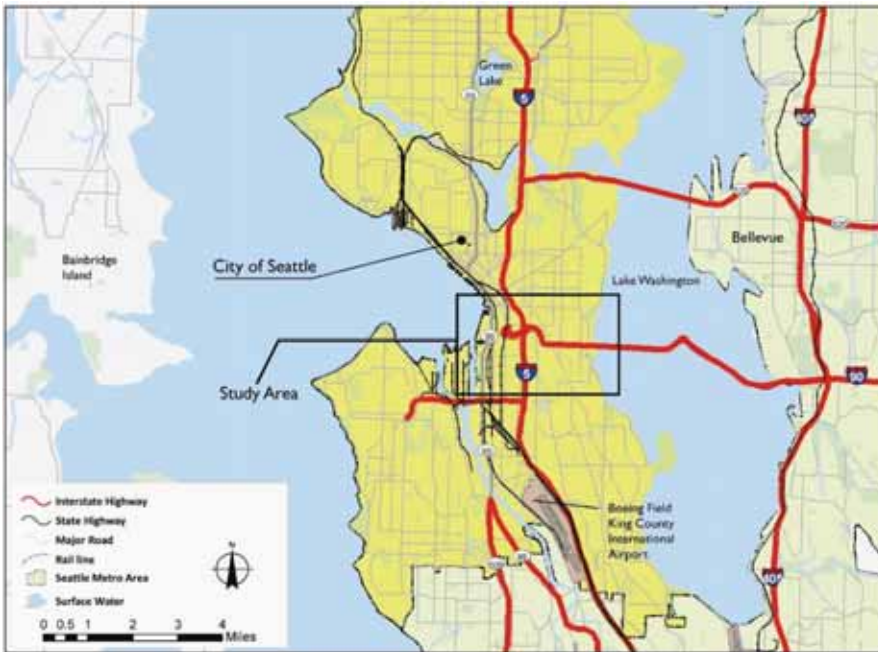 Green
Lake
99
5
405
Bainbridge
Island
City of Seattle
Bellevue
Lake Washington
Study Area
5
90
Boeing Field
King County
International
Airport
405
Interstate Highway
State Highway
Major Road
Rail line
Seattle Metro Area
Surface Water
N
0 0.5 1 2 3 4
Miles